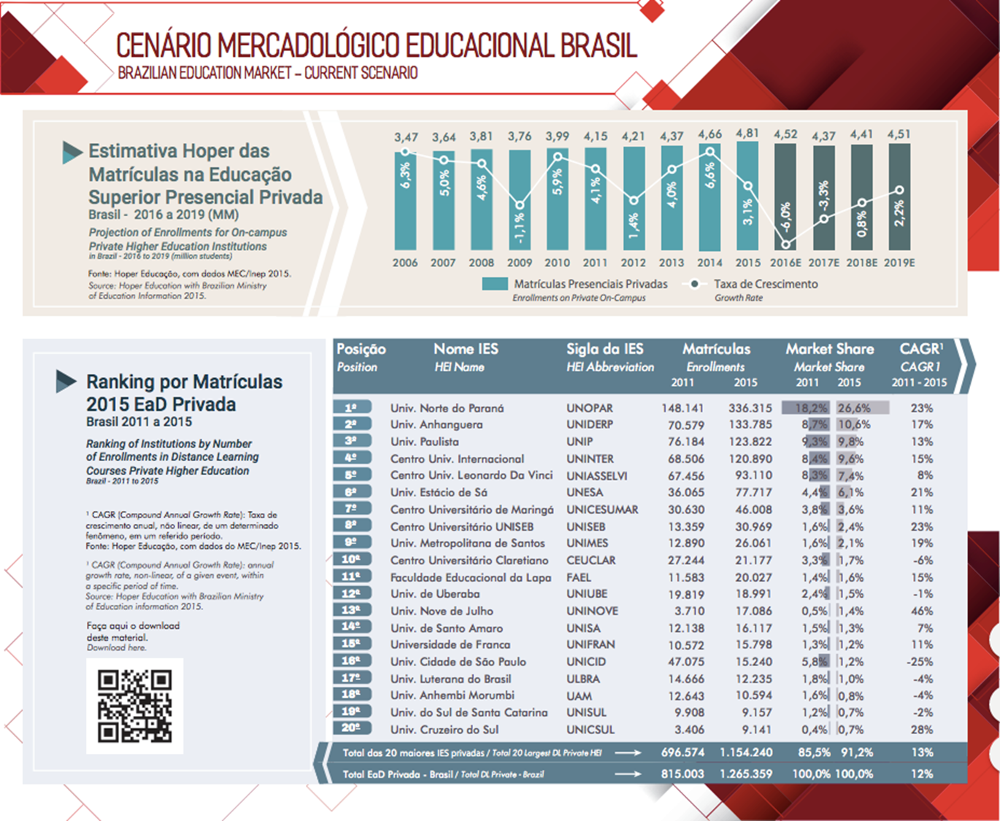 CENÁRIO MERCADOLÓGICO EDUCACIONAL BRASIL
BRAZILIAN EDUCATION MARKET – CURRENT SCENARIO
Estimativa Hoper das
Matrículas na Educação
Superior Presencial Privada
Brasil - 2016 a 2019 (MM)
Projection of Enrollments for On-campus
Private Higher Education Institutions
in Brazil - 2016 to 2019 (million students)
Fonte: Hoper Educação, com dados MEC/Inep 2015.
Source: Hoper Education with Brazilian Ministry
of Education Information 2015.
3,47 3,64 3,81 3,76 3,99 4,15 4,21 4,37 4,66 4,81 4,52 4,37 4,41 4,51
6,3% 5,0% 4,6% -1,1% 5,9% 4,1% 1,4% 4,0% 6,6% 3,1% -6,0% -3,3% 0,8% 2,2%
2006 2007 2008 2009 2010 2011 2012 2013 2014 2015 2016E 2017E 2018E 2019E
Matrículas Presenciais Privadas Taxa de Crescimento
Enrollments on Private On-Campus Growth Rate
Ranking por Matrículas
2015 EaD Privada
Brasil 2011 a 2015
Ranking of Institutions by Number
of Enrollments in Distance Learning
Courses Private Higher Education
Brazil - 2011 to 2015
¹ CAGR (Compound Annual Growth Rate): Taxa de
crescimento anual, não linear, de um determinado
fenômeno, em um referido período.
Fonte: Hoper Educação, com dados do MEC/Inep 2015.
¹ CAGR (Compound Annual Growth Rate): annual
growth rate, non-linear, of a given event, within
a specific period of time.
Source: Hoper Education with Brazilian Ministry
of Education information 2015.
Faça aqui o download
deste material.
Download here.
Posição Nome IES Sigla da IES Matrículas Market Share CAGR¹
Position HEI Name HEI Abbreviation Enrollments Market Share CAGR1
2011 2015 2011 2015 2011 - 2015
1º Univ. Norte do Paraná UNOPAR 148.141 336.315 18,2% 26,6% 23%
2º Univ. Anhanguera UNIDERP 70.579 133.785 8,7% 10,6% 17%
3º Univ. Paulista UNIP 76.184 123.822 9,3% 9,8% 13%
4º Centro Univ. Internacional UNINTER 68.506 120.890 8,4% 9,6% 15%
5º Centro Univ. Leonardo Da Vinci UNIASSELVI 67.456 93.110 8,3% 7,4% 8%
6º Univ. Estácio de Sá UNESA 36.065 77.717 4,4% 6,1% 21%
7º Centro Universitário de Maringá UNICESUMAR 30.630 46.008 3,8% 3,6% 11%
8º Centro Universitário UNISEB UNISEB 13.359 30.969 1,6% 2,4% 23%
9º Univ. Metropolitana de Santos UNIMES 12.890 26.061 1,6% 2,1% 19%
10º Centro Universitário Claretiano CEUCLAR 27.244 21.177 3,3% 1,7% -6%
11º Faculdade Educacional da Lapa FAEL 11.583 20.027 1,4% 1,6% 15%
12º Univ. de Uberaba UNIUBE 19.819 18.991 2,4% 1,5% -1%
13º Univ. Nove de Julho UNINOVE 3.710 17.086 0,5% 1,4% 46%
14º Univ. de Santo Amaro UNISA 12.138 16.117 1,5% 1,3% 7%
15º Universidade de Franca UNIFRAN 10.572 15.798 1,3% 1,2% 11%
16º Univ. Cidade de São Paulo UNICID 47.075 15.240 5,8% 1,2% -25%
17º Univ. Luterana do Brasil ULBRA 14.666 12.235 1,8% 1,0% -4%
18º Univ. Anhembi Morumbi UAM 12.643 10.594 1,6% 0,8% -4%
19º Univ. do Sul de Santa Catarina UNISUL 9.908 9.157 1,2% 0,7% -2%
20º Univ. Cruzeiro do Sul UNICSUL 3.406 9.141 0,4% 0,7% 28%
Total das 20 maiores IES privadas / Total 20 Largest DL Private HEI 696.574 1.154.240 85,5% 91,2% 13%
Total EaD Privada - Brasil / Total DL Private - Brazil 815.003 1.265.359 100,0% 100,0% 12%